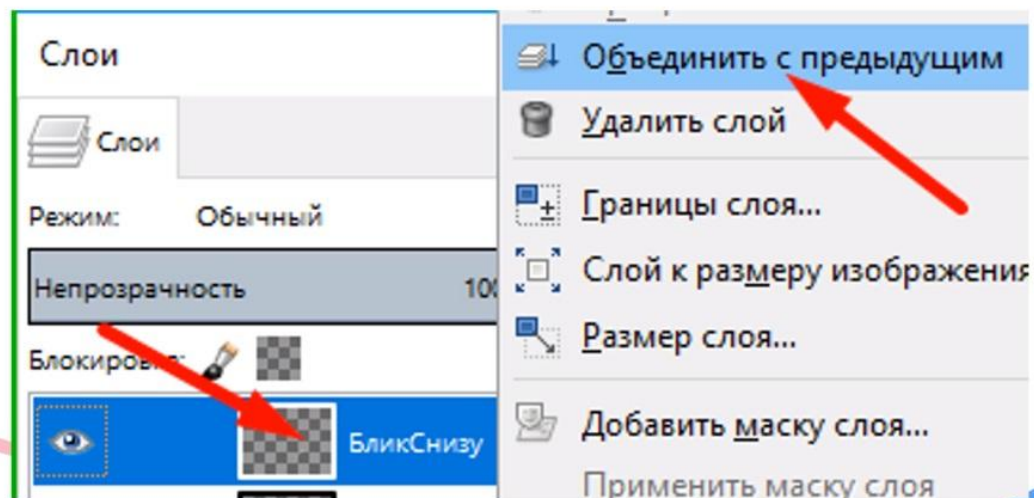 Слои
Слои
Режим: Обычный
Непрозрачность 100
БликСнизу
Объединить с предыдущим
Удалить слой
Границы слоя...
Слой к размеру изображения
Размер слоя...
Добавить маску слоя...
Применить маску слоя